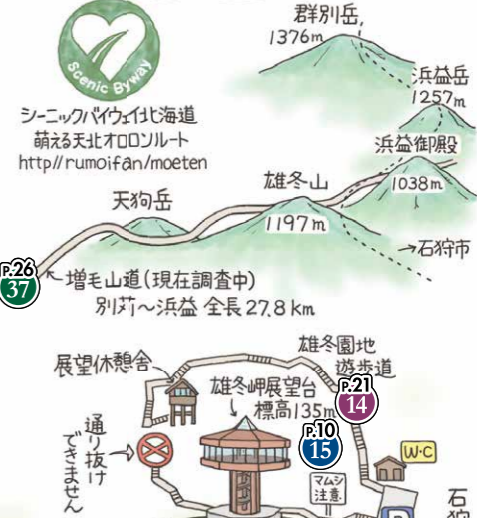 群別岳
1376m
浜益岳
1257m
浜益御殿
1038m
Scenic Byway
シーニックバイウェイ北海道
萌える天北オロロンルート
http//rumoifan/moeten
天狗岳
雄冬山
1197m
→石狩市
P.26
37
増毛山道(現在調査中)
別苅～浜益 全長27.8km
雄冬園地
遊歩道
展望休憩舎
雄冬岬展望台
標高135m
P.21
14
P.10
15
通り抜け
できません
マムシ
注意
W・C
P
石狩